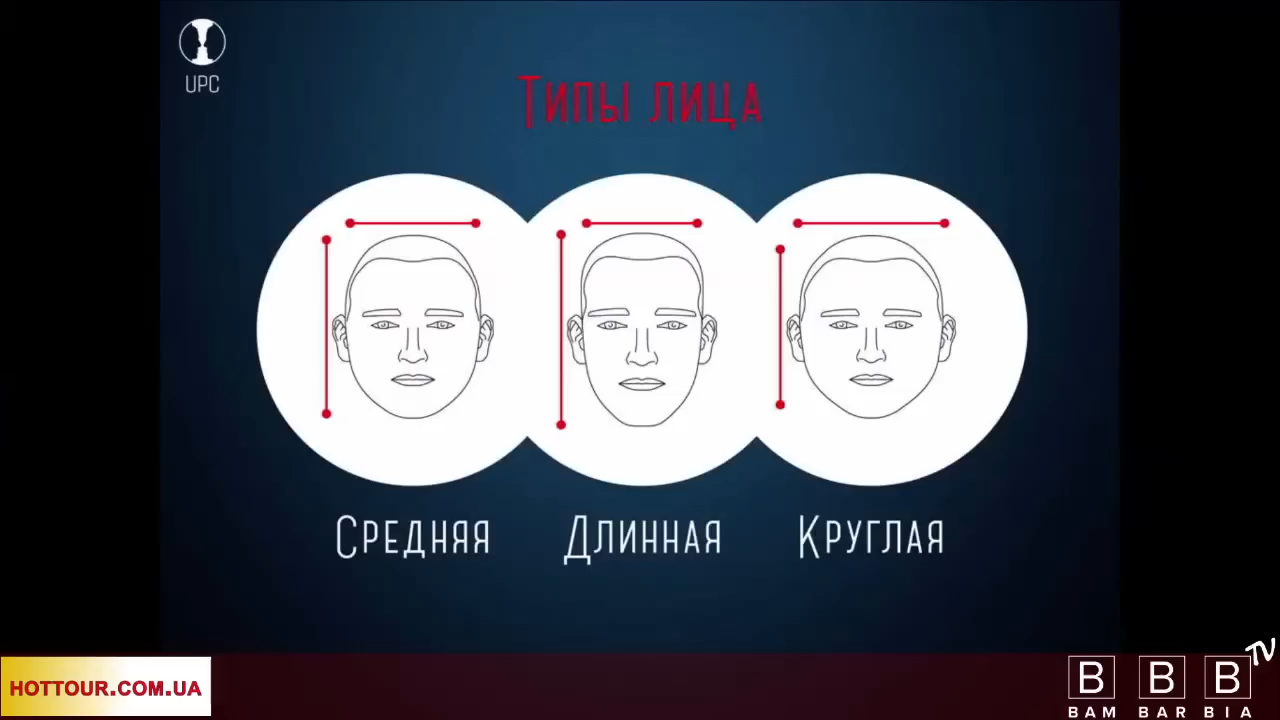 UPC
Типы лица
Средняя
Длинная
Круглая
HOTTOUR.COM.UA
B B B TV
BAM BAR BIA